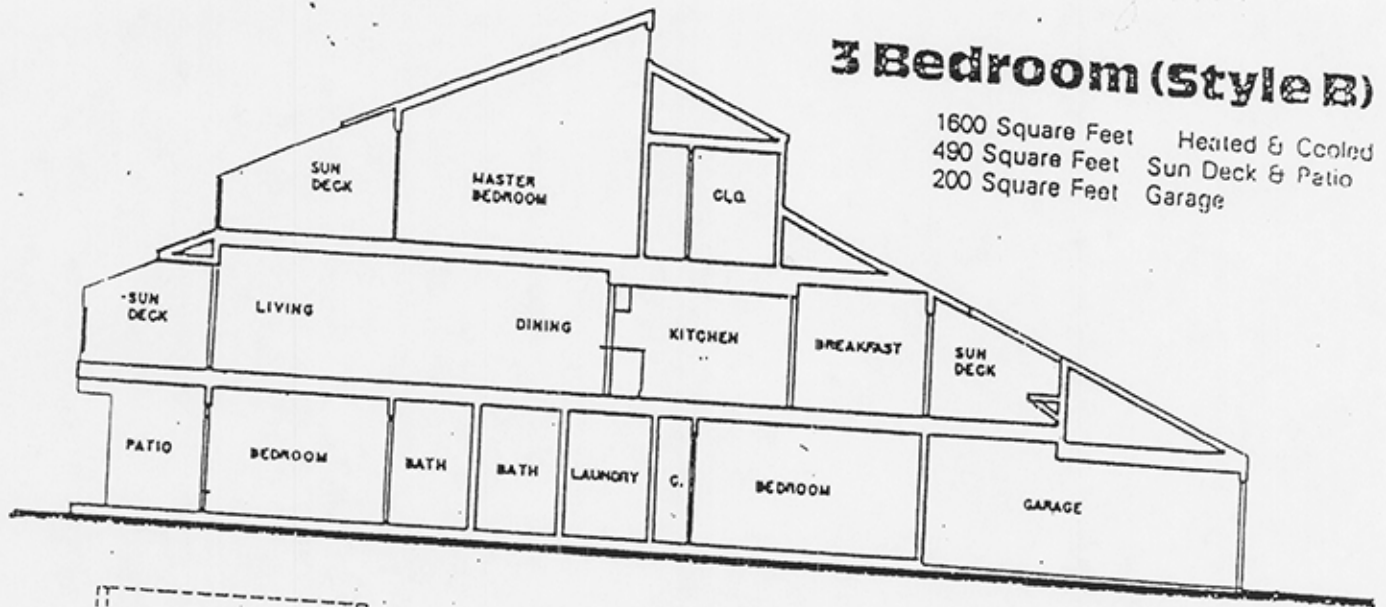 3 Bedroom (Style B)
1600 Square Feet Heated & Cooled
490 Square Feet Sun Deck & Patio
200 Square Feet Garage
SUN
DECK
MASTER
BEDROOM
CLO.
SUN
DECK
LIVING
DINING
KITCHEN
BREAKFAST
SUN
DECK
PATIO
BEDROOM
BATH
BATH
LAUNDRY
C.
BEDROOM
GARAGE